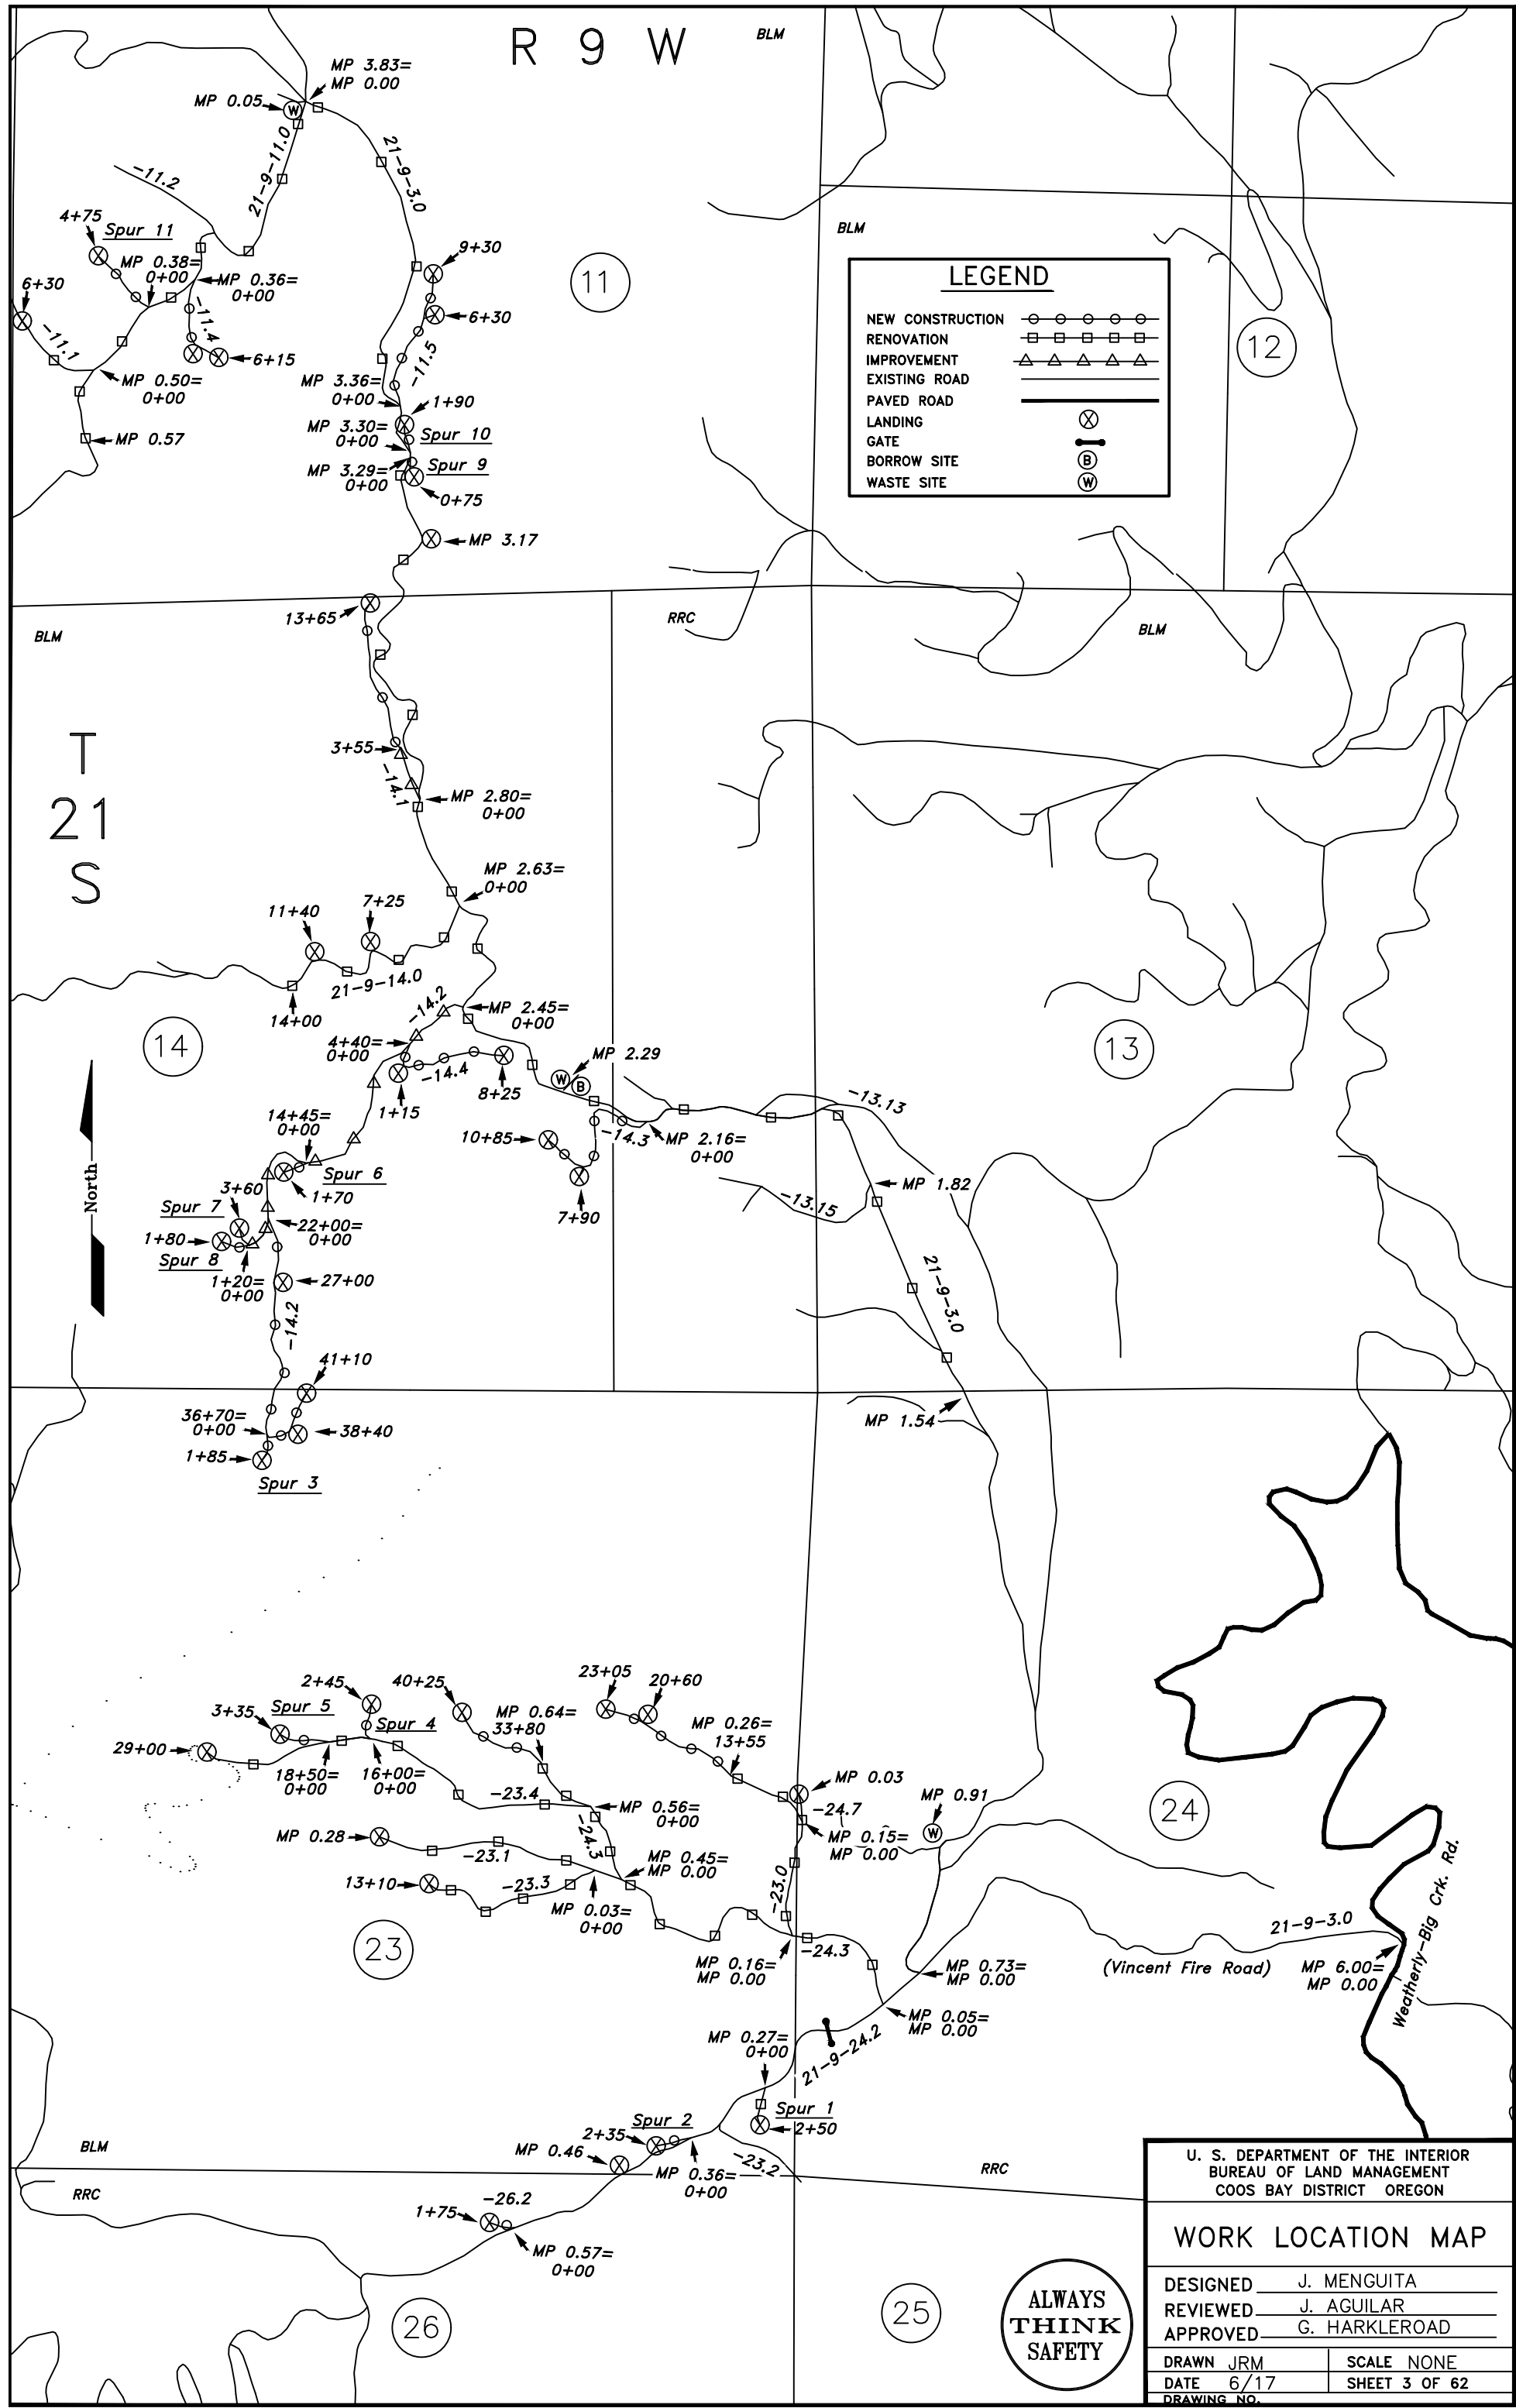 R 9 W
BLM
MP 3.83=
MP 0.00
MP 0.05
W
21-9-11.0
21-9-3.0
-11.2
4+75
Spur 11
MP 0.38=
0+00
MP 0.36=
0+00
6+30
-11.1
-11.4
6+15
MP 0.50=
0+00
MP 0.57
9+30
6+30
-11.5
MP 3.36=
0+00
1+90
MP 3.30=
0+00
Spur 10
MP 3.29=
0+00
Spur 9
0+75
MP 3.17
11
BLM
12
LEGEND
NEW CONSTRUCTION
RENOVATION
IMPROVEMENT
EXISTING ROAD
PAVED ROAD
LANDING
GATE
BORROW SITE
B
WASTE SITE
W
13+65
BLM
RRC
BLM
T
21
S
3+55
-14.1
MP 2.80=
0+00
MP 2.63=
0+00
11+40
7+25
21-9-14.0
14+00
-14.2
MP 2.45=
0+00
14
4+40=
0+00
-14.4
8+25
1+15
MP 2.29
W
B
13
14+45=
0+00
10+85
-14.3
MP 2.16=
0+00
7+90
-13.13
MP 1.82
-13.15
North
Spur 6
1+70
3+60
Spur 7
22+00=
0+00
1+80
Spur 8
1+20=
0+00
27+00
-14.2
21-9-3.0
41+10
36+70=
0+00
38+40
1+85
Spur 3
MP 1.54
23+05
20+60
2+45
40+25
3+35
Spur 5
Spur 4
MP 0.64=
33+80
MP 0.26=
13+55
29+00
18+50=
0+00
16+00=
0+00
-23.4
MP 0.56=
0+00
MP 0.03
-24.7
MP 0.91
W
24
MP 0.15=
MP 0.00
MP 0.28
-23.1
-24.3
MP 0.45=
MP 0.00
13+10
-23.3
MP 0.03=
0+00
-23.0
23
MP 0.16=
MP 0.00
-24.3
MP 0.73=
MP 0.00
21-9-3.0
(Vincent Fire Road)
MP 6.00=
MP 0.00
Weatherly-Big Crk. Rd.
MP 0.05=
MP 0.00
MP 0.27=
0+00
21-9-24.2
Spur 1
2+50
Spur 2
2+35
MP 0.46
MP 0.36=
0+00
-23.2
BLM
RRC
RRC
-26.2
1+75
MP 0.57=
0+00
26
25
ALWAYS
THINK
SAFETY
U. S. DEPARTMENT OF THE INTERIOR
BUREAU OF LAND MANAGEMENT
COOS BAY DISTRICT OREGON
WORK LOCATION MAP
DESIGNED J. MENGUITA
REVIEWED J. AGUILAR
APPROVED G. HARKLEROAD
DRAWN JRM
SCALE NONE
DATE 6/17
SHEET 3 OF 62
DRAWING NO.